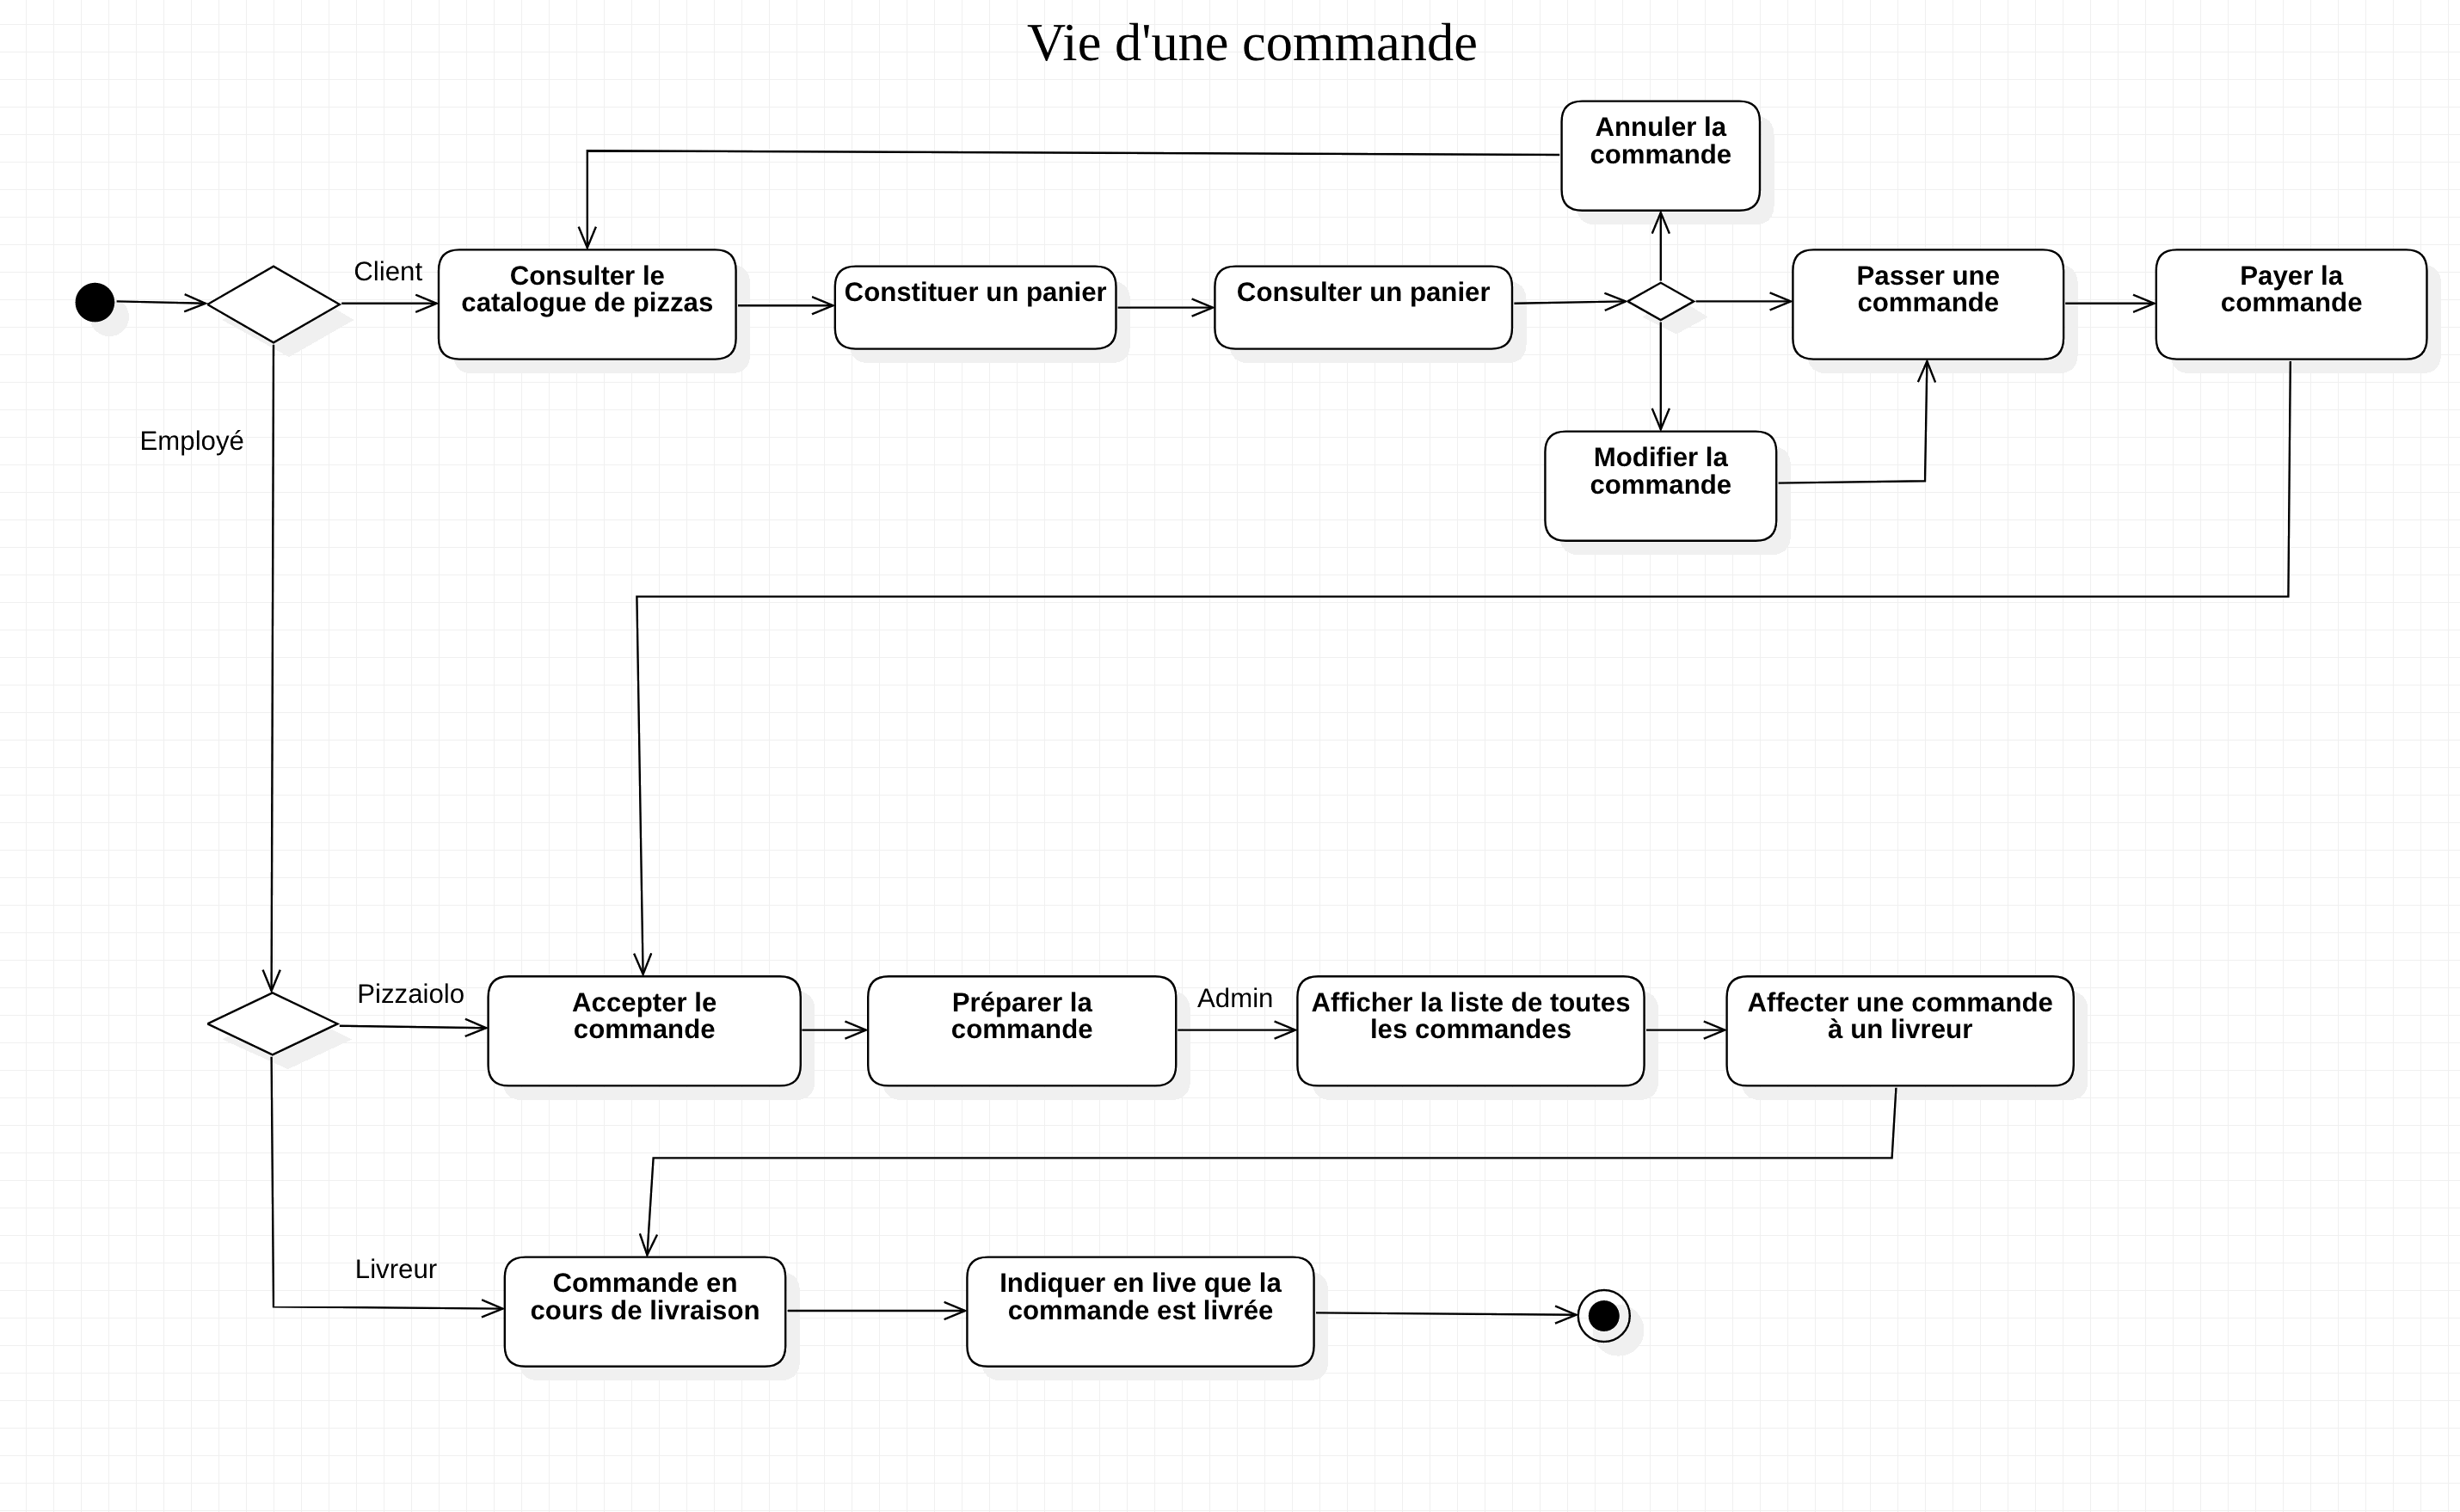 Vie d'une commande
Annuler la
commande
Client
Consulter le
catalogue de pizzas
Constituer un panier
Consulter un panier
Passer une
commande
Payer la
commande
Employé
Modifier la
commande
Pizzaiolo
Accepter le
commande
Préparer la
commande
Admin
Afficher la liste de toutes
les commandes
Affecter une commande
à un livreur
Livreur
Commande en
cours de livraison
Indiquer en live que la
commande est livrée